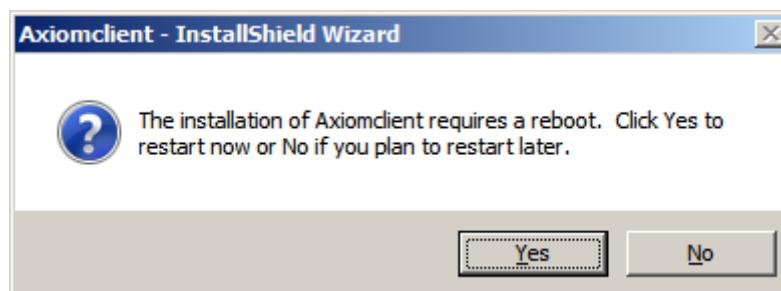 Axiomclient - InstallShield Wizard
The installation of Axiomclient requires a reboot.  Click Yes to
restart now or No if you plan to restart later.
Yes
No